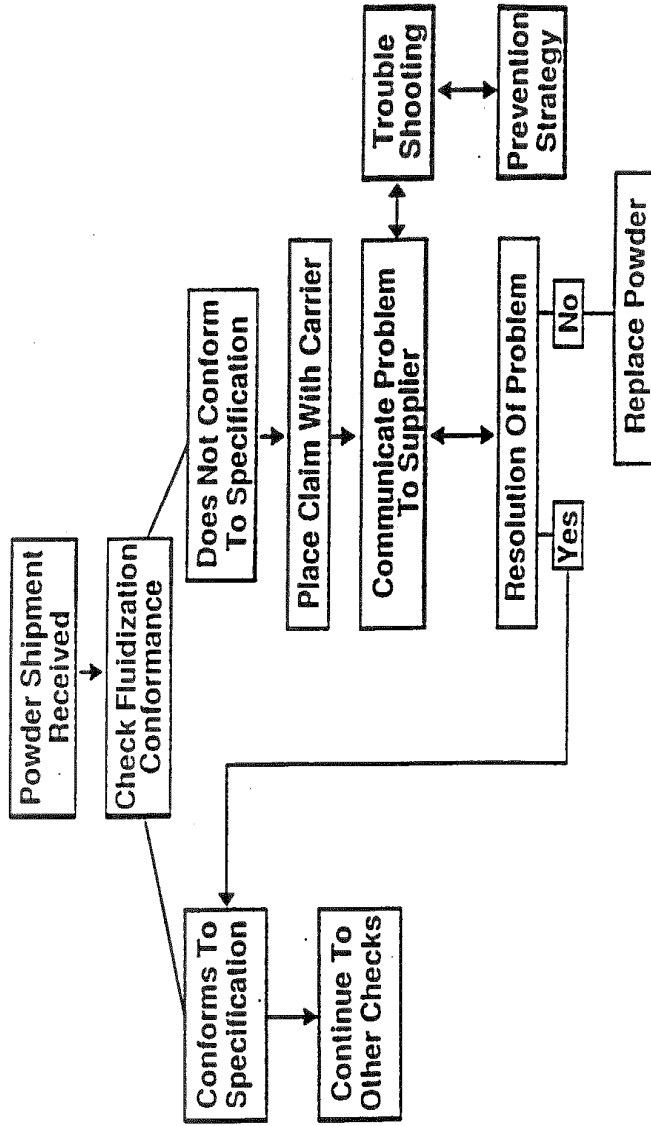 Powder Shipment
Received
Check Fluidization
Conformance
Conforms To
Specification
Continue To
Other Checks
Does Not Conform
To Specification
Place Claim With Carrier
Communicate Problem
To Supplier
Trouble
Shooting
Prevention
Strategy
Resolution Of Problem
Yes
No
Replace Powder